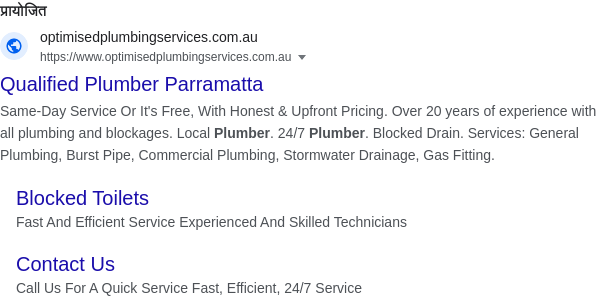 प्रायोजित
optimisedplumbingservices.com.au
https://www.optimisedplumbingservices.com.au
Qualified Plumber Parramatta
Same-Day Service Or It's Free, With Honest & Upfront Pricing. Over 20 years of experience with
all plumbing and blockages. Local Plumber. 24/7 Plumber. Blocked Drain. Services: General
Plumbing, Burst Pipe, Commercial Plumbing, Stormwater Drainage, Gas Fitting.
Blocked Toilets
Fast And Efficient Service Experienced And Skilled Technicians
Contact Us
Call Us For A Quick Service Fast, Efficient, 24/7 Service